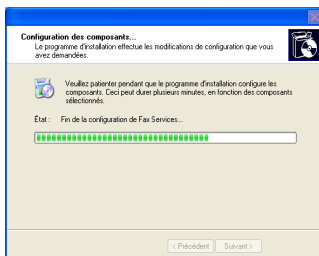 Configuration des composants...
Le programme d'installation effectue les modifications de configuration que vous
avez demandées.
Veuillez patienter pendant que le programme d'installation configure les
composants. Ceci peut durer plusieurs minutes, en fonction des composants
sélectionnés.
État : Fin de la configuration de Fax Services...
< Précédent Suivant >